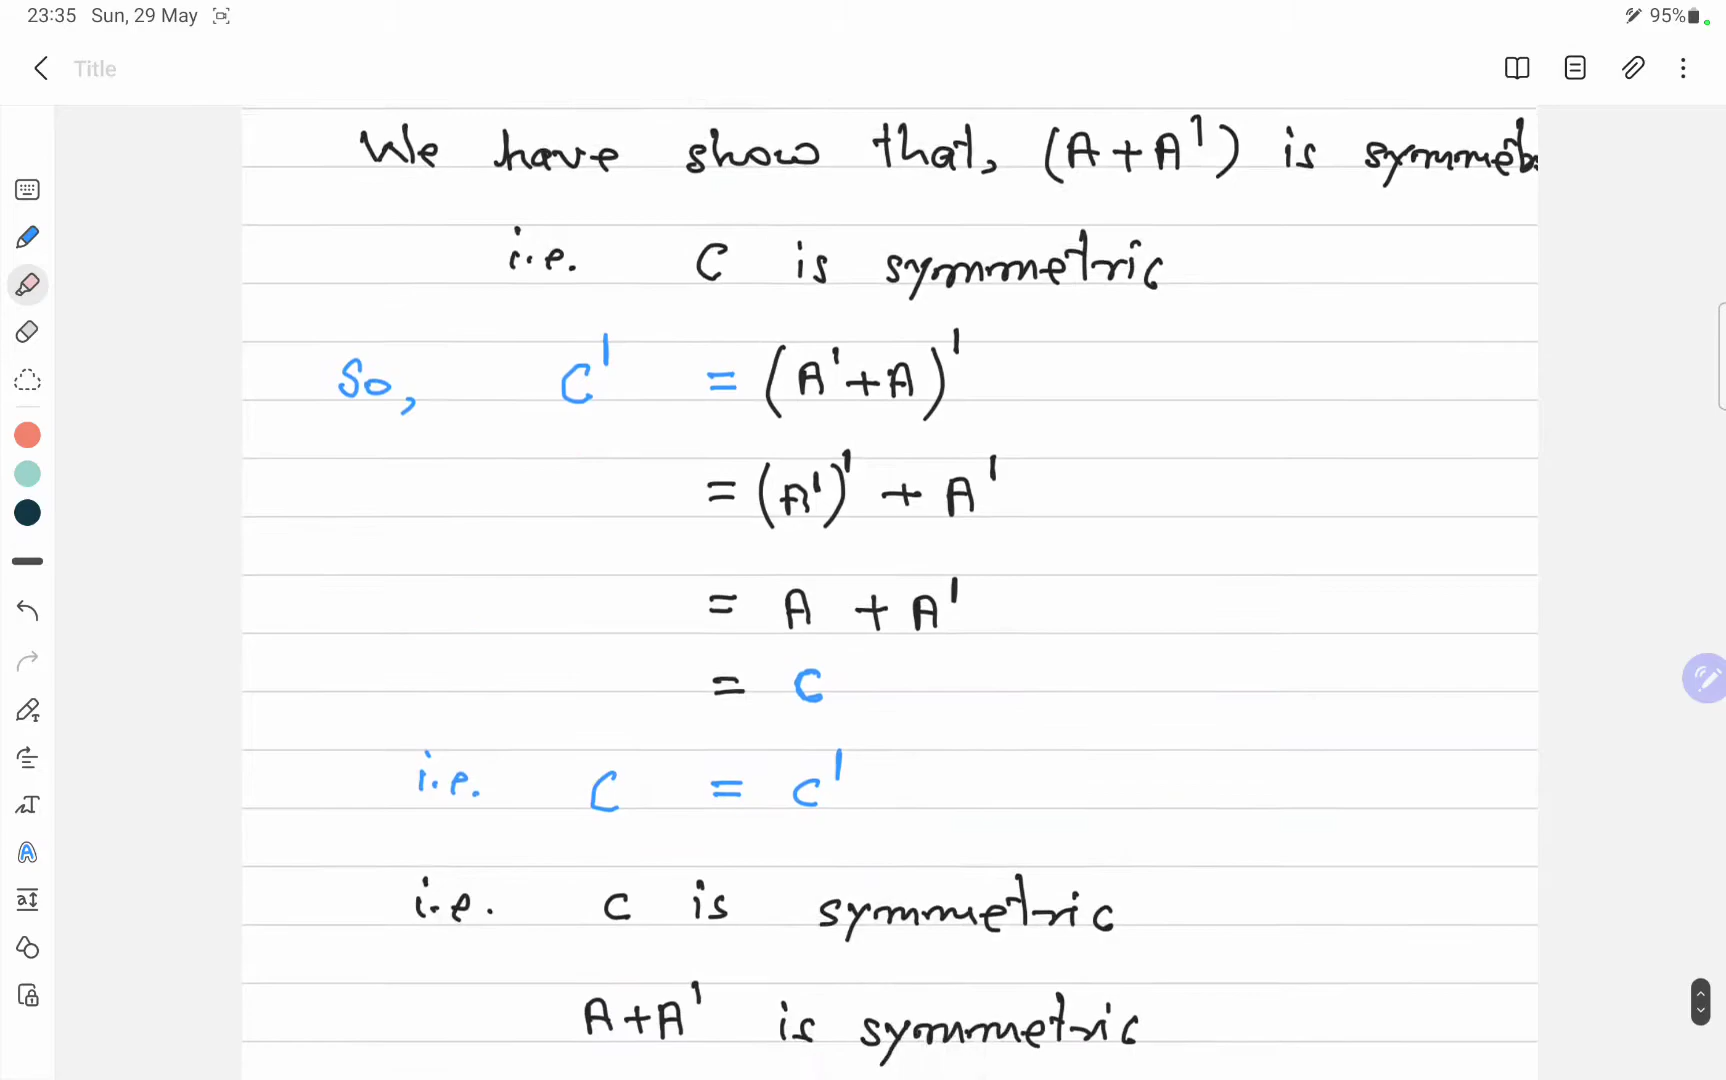 23:35 Sun, 29 May 95%
Title
We have show that, (A + A') is
i.e. C is symmetric
So, C' = (A' + A)'
= (A')' + A'
= A + A'
= C
i.e. C = C'
i.e. C is symmetric
A + A' is symmetric